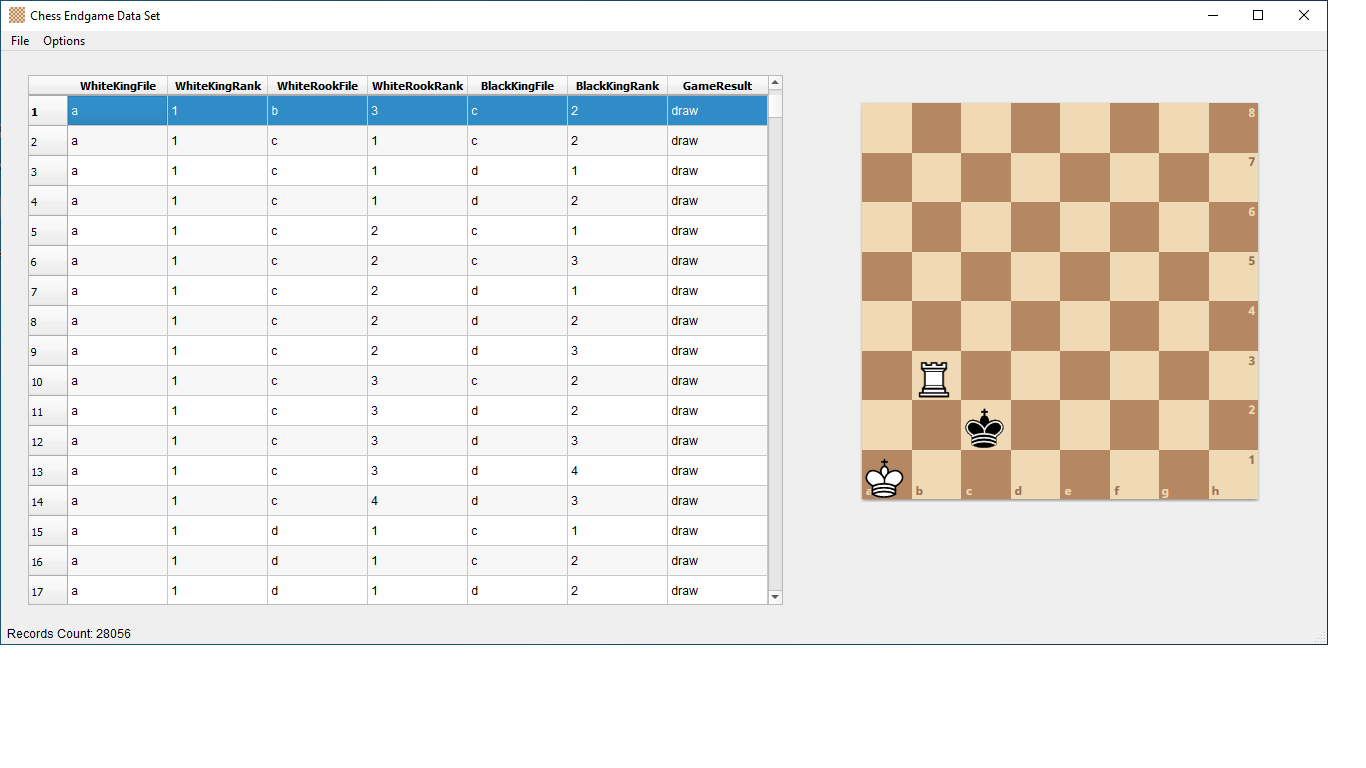 Chess Endgame Data Set
File Options
WhiteKingFile WhiteKingRank WhiteRookFile WhiteRookRank BlackKingFile BlackKingRank GameResult
1 a 1 b 3 c 2 draw
2 a 1 c 1 c 2 draw
3 a 1 c 1 d 1 draw
4 a 1 c 1 d 2 draw
5 a 1 c 2 c 1 draw
6 a 1 c 2 c 3 draw
7 a 1 c 2 d 1 draw
8 a 1 c 2 d 2 draw
9 a 1 c 2 d 3 draw
10 a 1 c 3 c 2 draw
11 a 1 c 3 d 2 draw
12 a 1 c 3 d 3 draw
13 a 1 c 3 d 4 draw
14 a 1 c 4 d 3 draw
15 a 1 d 1 c 1 draw
16 a 1 d 1 c 2 draw
17 a 1 d 1 d 2 draw
8
7
6
5
4
3
2
1
a b c d e f g h
Records Count: 28056